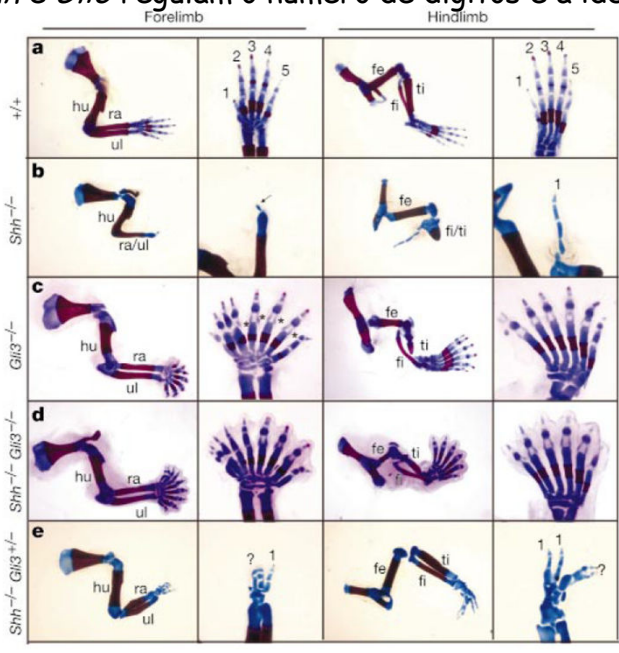 regulam o número de dígitos e a
Forelimb Hindlimb
a
+/+
hu ra ul
1 2 3 4 5
fe ti fi
1 2 3 4 5
b
Shh−/−
hu ra/ul
fe fi/ti
1
c
Gli3−/−
hu ra ul
* * * *
fe ti fi
d
Shh−/− Gli3−/−
hu ra ul
fe ti fi
e
Shh−/− Gli3+/−
hu ra ul
? 1
fe ti fi
1 1 ?